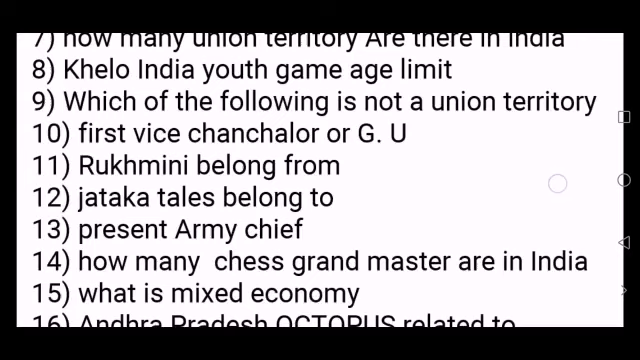 7) how many union territory Are there in india
8) Khelo India youth game age limit
9) Which of the following is not a union territory
10) first vice chanchalor or G. U
11) Rukhmini belong from
12) jataka tales belong to
13) present Army chief
14) how many  chess grand master are in India
15) what is mixed economy
16) Andhra Pradesh OCTOPUS related to